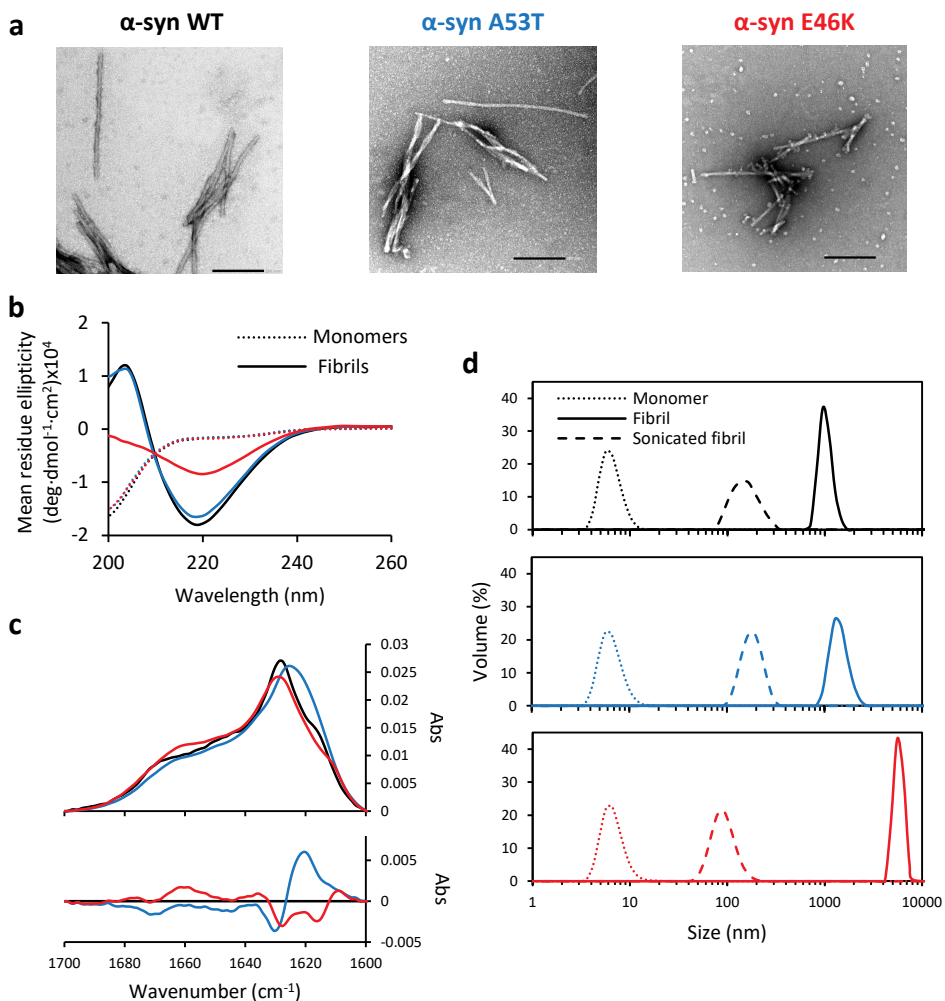 a
α-syn WT
α-syn A53T
α-syn E46K
b
Mean residue ellipticity
(deg·dmol⁻¹·cm²)x10⁴
2
1
0
-1
-2
Monomers
Fibrils
200
210
220
230
240
250
260
Wavelength (nm)
c
0.03
0.025
0.02
0.015
0.01
0.005
0
Abs
0.005
0
-0.005
Abs
1700
1680
1660
1640
1620
1600
Wavenumber (cm⁻¹)
d
Volume (%)
40
30
20
10
0
Monomer
Fibril
Sonicated fibril
40
30
20
10
0
40
30
20
10
0
1
10
100
1000
10000
Size (nm)